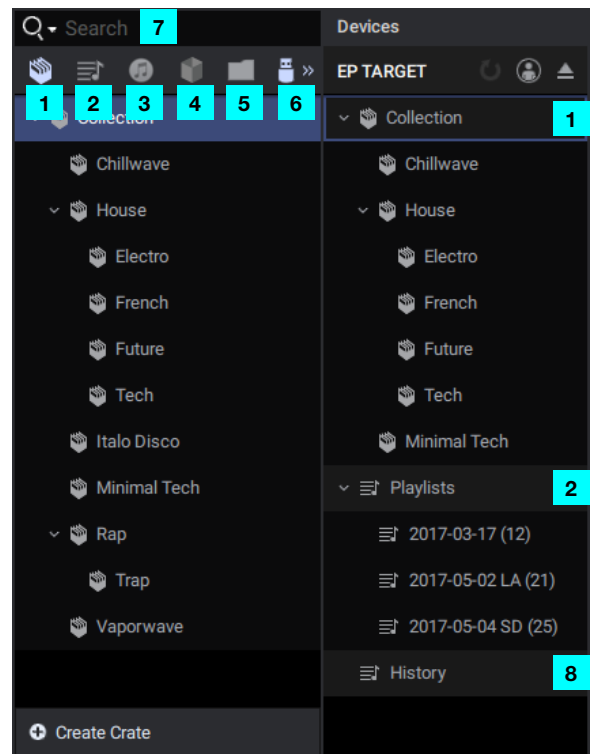 Search 7
1 2 3 4 5 6
Collection
Chillwave
House
Electro
French
Future
Tech
Italo Disco
Minimal Tech
Rap
Trap
Vaporwave
Create Crate
Devices
EP TARGET
Collection 1
Chillwave
House
Electro
French
Future
Tech
Minimal Tech
Playlists 2
2017-03-17 (12)
2017-05-02 LA (21)
2017-05-04 SD (25)
History 8